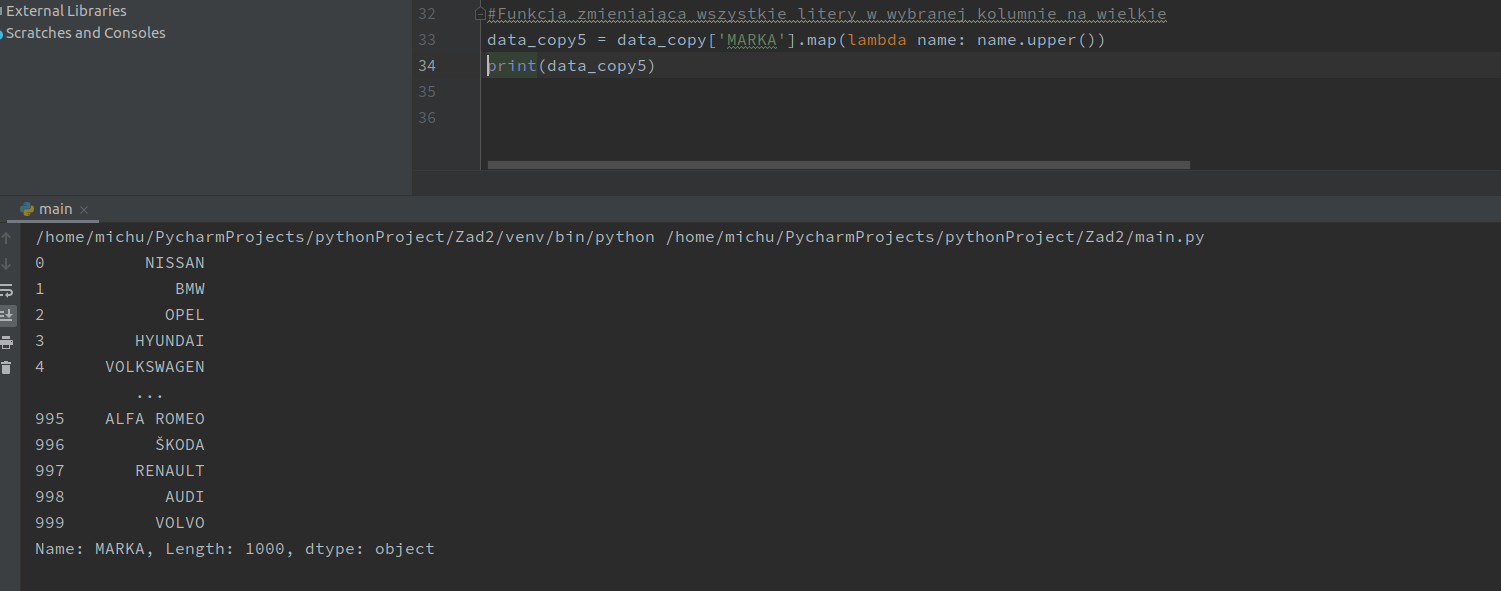 External Libraries
Scratches and Consoles
32 #Funkcja zmieniająca wszystkie litery w wybranej kolumnie na wielkie
33 data_copy5 = data_copy['MARKA'].map(lambda name: name.upper())
34 print(data_copy5)
35
36
main
/home/michu/PycharmProjects/pythonProject/Zad2/venv/bin/python /home/michu/PycharmProjects/pythonProject/Zad2/main.py
0 NISSAN
1 BMW
2 OPEL
3 HYUNDAI
4 VOLKSWAGEN
...
995 ALFA ROMEO
996 ŠKODA
997 RENAULT
998 AUDI
999 VOLVO
Name: MARKA, Length: 1000, dtype: object